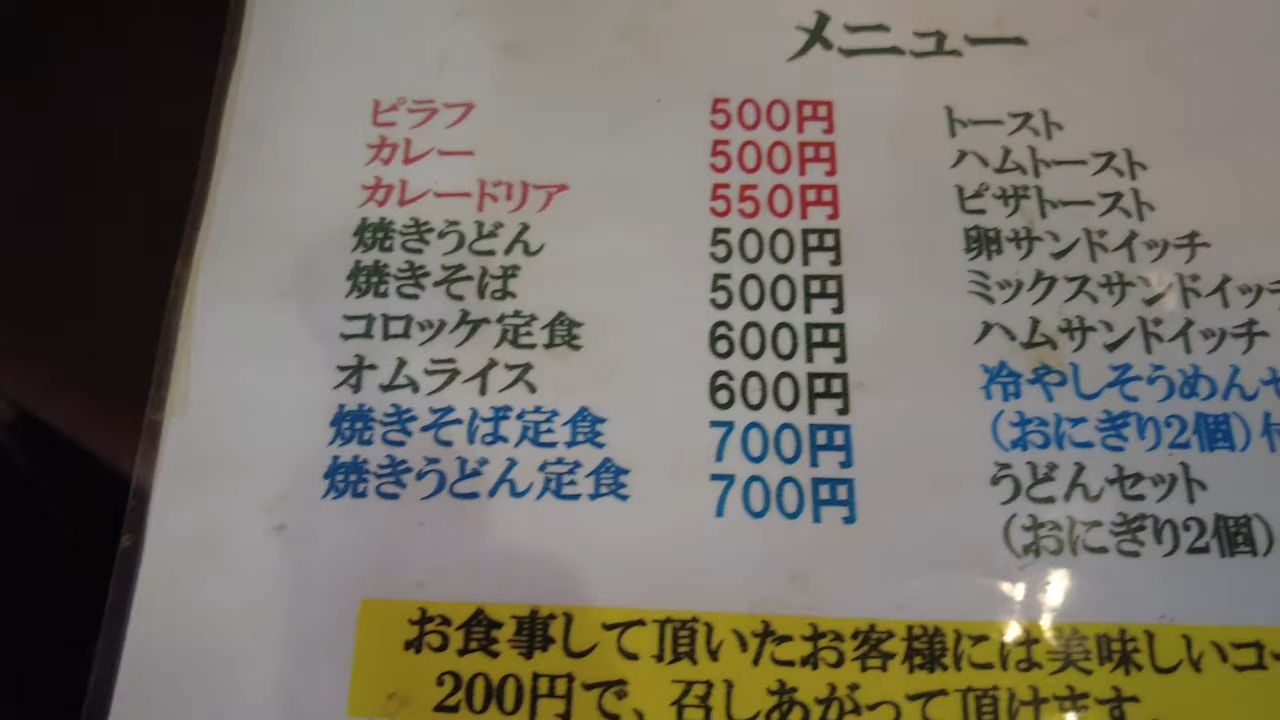 メニュー
ピラフ 500円
カレー 500円
カレードリア 550円
焼きうどん 500円
焼きそば 500円
コロッケ定食 600円
オムライス 600円
焼きそば定食 700円
焼きうどん定食 700円
トースト
ハムトースト
ピザトースト
卵サンドイッチ
ミックスサンドイッチ
ハムサンドイッチ
冷やしそうめん
(おにぎり2個)付
うどんセット
(おにぎり2個)
お食事して頂いたお客様には美味しいコー
200円で、召しあがって頂けます